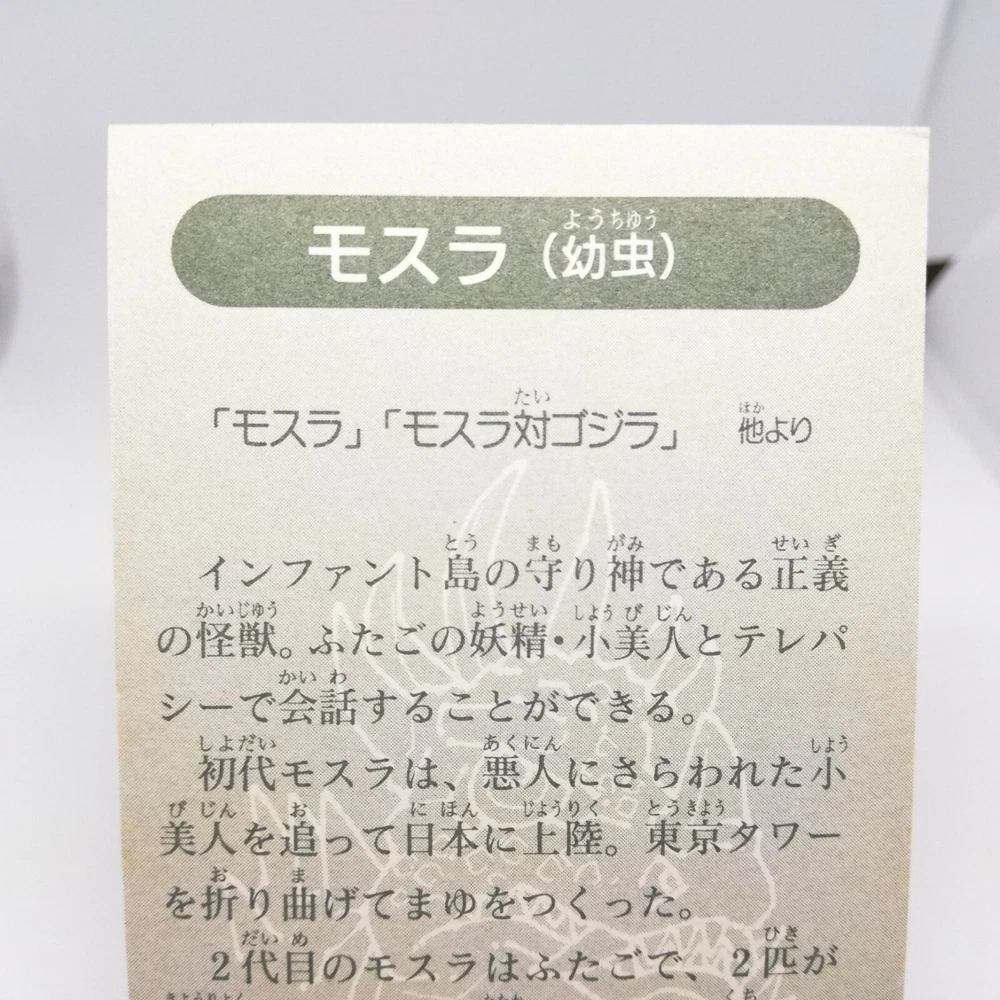 モスラ（幼虫）
「モスラ」「モスラ対ゴジラ」　他より
インファント島の守り神である正義
の怪獣。ふたごの妖精・小美人とテレパ
シーで会話することができる。
初代モスラは、悪人にさらわれた小
美人を追って日本に上陸。東京タワー
を折り曲げてまゆをつくった。
2代目のモスラはふたごで、2匹が